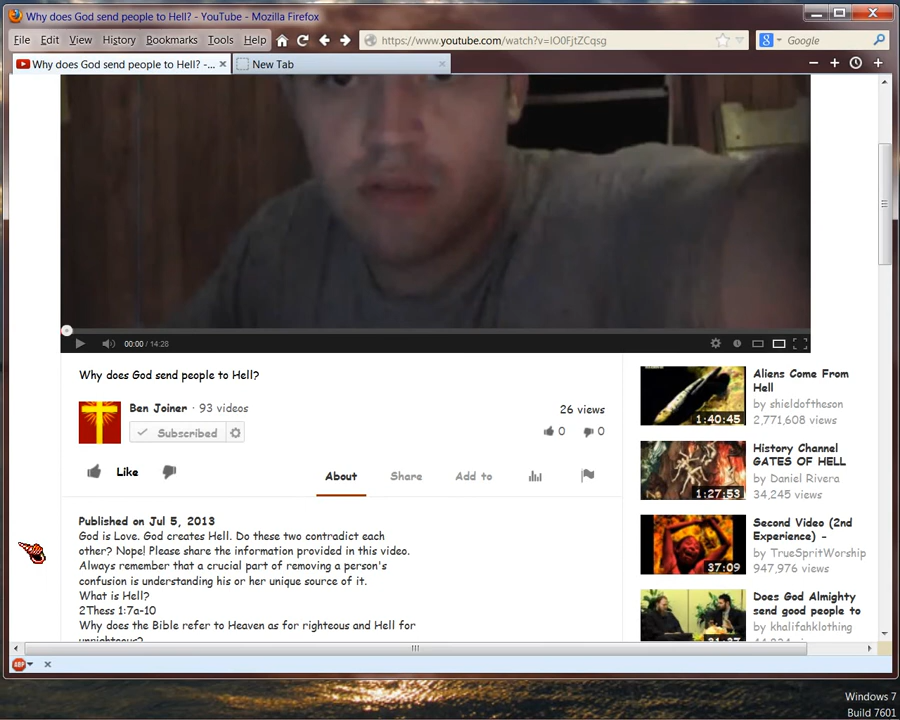 Why does God send people to Hell? - YouTube - Mozilla Firefox
File Edit View History Bookmarks Tools Help
https://www.youtube.com/watch?v=IO0FjtZCqsg
Google
Why does God send people to Hell? -...
New Tab
00:00 / 14:28
Why does God send people to Hell?
Ben Joiner · 93 videos
Subscribed
26 views
0 0
Like
About Share Add to
Published on Jul 5, 2013
God is Love. God creates Hell. Do these two contradict each
other? Nope! Please share the information provided in this video.
Always remember that a crucial part of removing a person's
confusion is understanding his or her unique source of it.
What is Hell?
2Thess 1:7a-10
Why does the Bible refer to Heaven as for righteous and Hell for
unrighteous?
1:40:45
Aliens Come From
Hell
by shieldoftheson
2,771,608 views
1:27:53
History Channel
GATES OF HELL
by Daniel Rivera
34,245 views
37:09
Second Video (2nd
Experience) -
by TrueSpritWorship
947,976 views
Does God Almighty
send good people to
by khalifahklothing
ABP
Windows 7
Build 7601